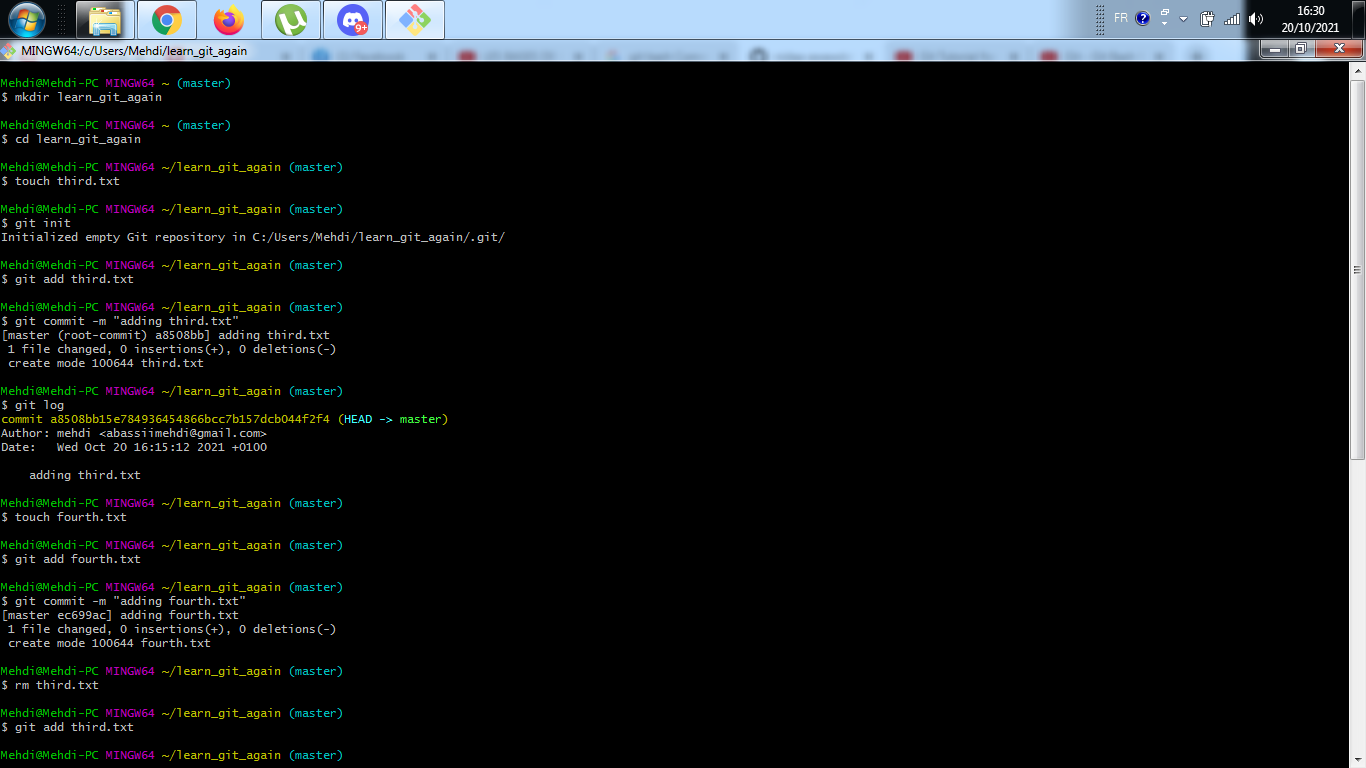 FR
16:30
20/10/2021
9+
MINGW64:/c/Users/Mehdi/learn_git_again
Mehdi@Mehdi-PC MINGW64 ~ (master)
$ mkdir learn_git_again
Mehdi@Mehdi-PC MINGW64 ~ (master)
$ cd learn_git_again
Mehdi@Mehdi-PC MINGW64 ~/learn_git_again (master)
$ touch third.txt
Mehdi@Mehdi-PC MINGW64 ~/learn_git_again (master)
$ git init
Initialized empty Git repository in C:/Users/Mehdi/learn_git_again/.git/
Mehdi@Mehdi-PC MINGW64 ~/learn_git_again (master)
$ git add third.txt
Mehdi@Mehdi-PC MINGW64 ~/learn_git_again (master)
$ git commit -m "adding third.txt"
[master (root-commit) a8508bb] adding third.txt
 1 file changed, 0 insertions(+), 0 deletions(-)
 create mode 100644 third.txt
Mehdi@Mehdi-PC MINGW64 ~/learn_git_again (master)
$ git log
commit a8508bb15e784936454866bcc7b157dcb044f2f4 (HEAD -> master)
Author: mehdi <abassiimehdi@gmail.com>
Date:   Wed Oct 20 16:15:12 2021 +0100
    adding third.txt
Mehdi@Mehdi-PC MINGW64 ~/learn_git_again (master)
$ touch fourth.txt
Mehdi@Mehdi-PC MINGW64 ~/learn_git_again (master)
$ git add fourth.txt
Mehdi@Mehdi-PC MINGW64 ~/learn_git_again (master)
$ git commit -m "adding fourth.txt"
[master ec699ac] adding fourth.txt
 1 file changed, 0 insertions(+), 0 deletions(-)
 create mode 100644 fourth.txt
Mehdi@Mehdi-PC MINGW64 ~/learn_git_again (master)
$ rm third.txt
Mehdi@Mehdi-PC MINGW64 ~/learn_git_again (master)
$ git add third.txt
Mehdi@Mehdi-PC MINGW64 ~/learn_git_again (master)